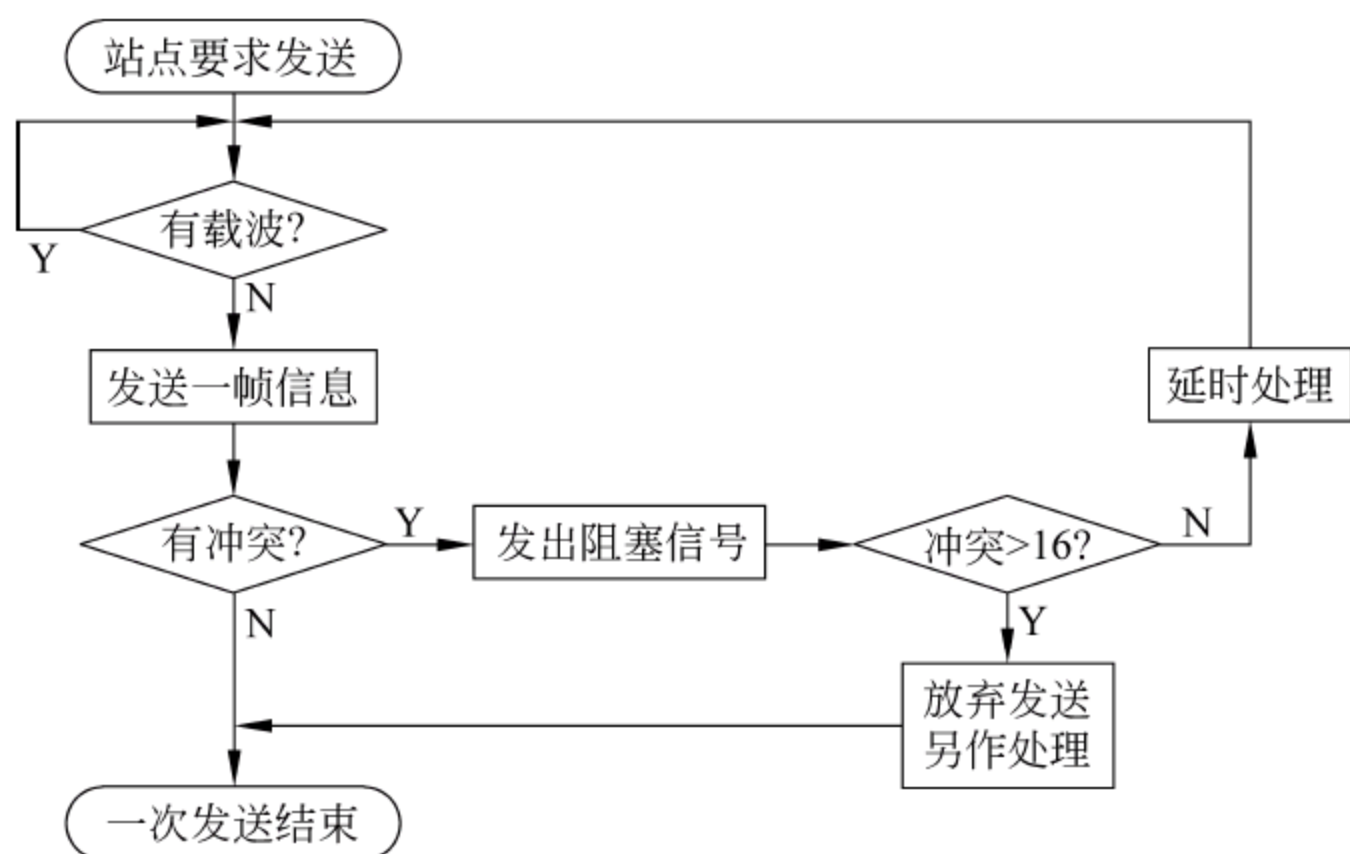 站点要求发送
有载波?
Y
N
发送一帧信息
延时处理
有冲突?
Y
发出阻塞信号
冲突>16?
N
N
Y
放弃发送
另作处理
一次发送结束